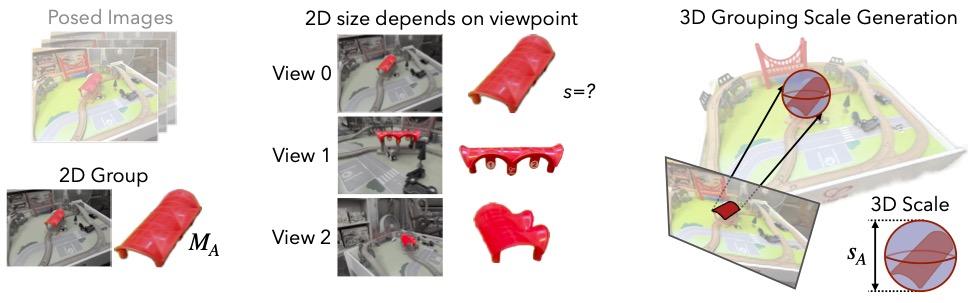 Posed Images
2D Group
M_A
2D size depends on viewpoint
View 0
s=?
View 1
View 2
3D Grouping Scale Generation
3D Scale
s_A